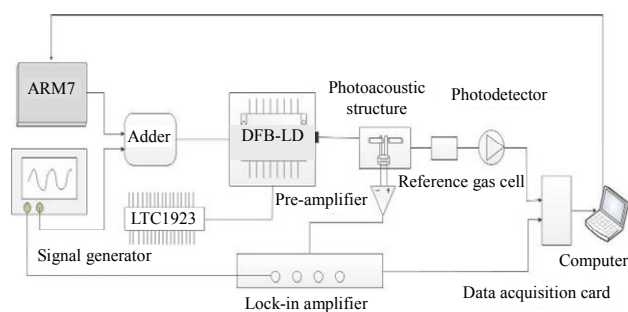 ARM7
Adder
DFB-LD
Photoacoustic
structure
Photodetector
LTC1923
Pre-amplifier
Reference gas cell
Signal generator
Lock-in amplifier
Data acquisition card
Computer